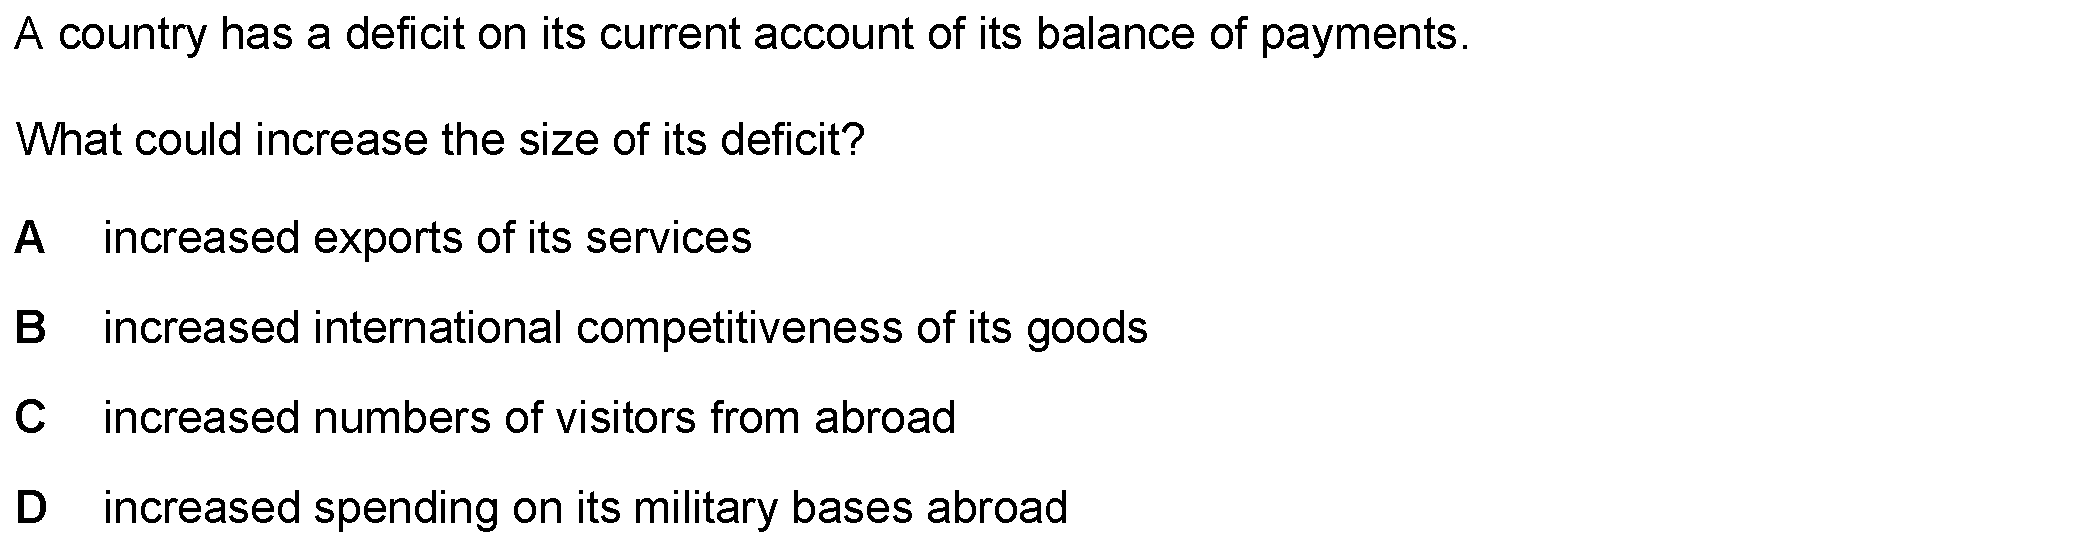 A country has a deficit on its current account of its balance of payments.
What could increase the size of its deficit?
A increased exports of its services
B increased international competitiveness of its goods
C increased numbers of visitors from abroad
D increased spending on its military bases abroad